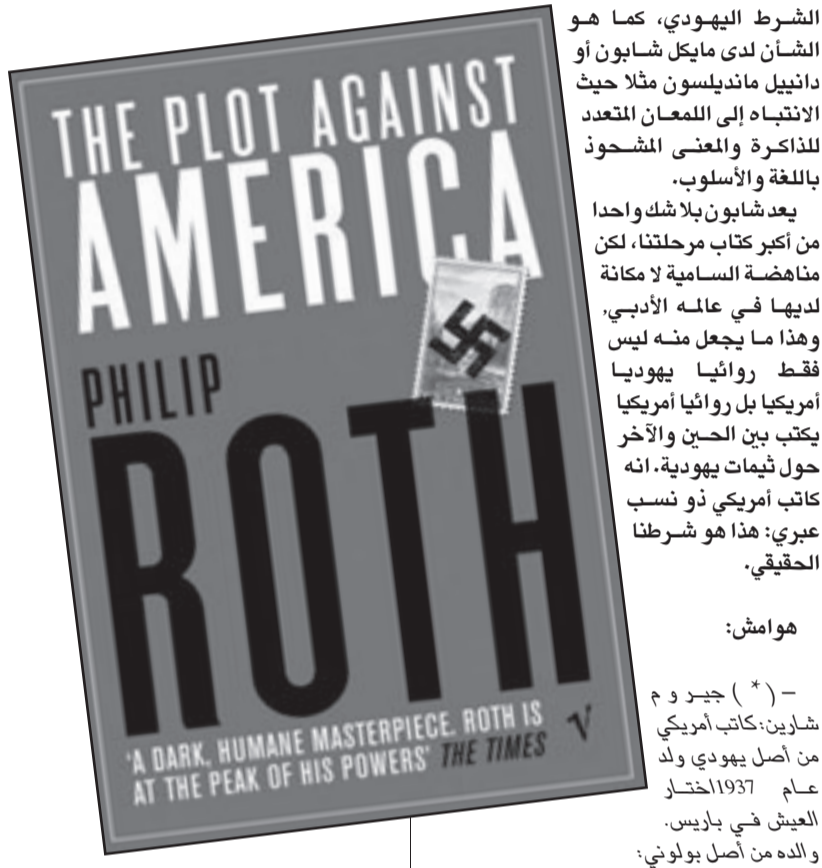 الشرط اليهودي، كما هو
الشأن لدى مايكل شابون أو
دانييل مانديلسون مثلا حيث
الانتباه إلى اللمعان المتعدد
للذاكرة والمعنى المشحوذ
باللغة والأسلوب.
يعد شابون بلا شك واحدا
من أكبر كتاب مرحلتنا، لكن
مناهضة السامية لا مكانة
لديها في عالمه الأدبي,
وهذا ما يجعل منه ليس
فقط روائيا يهوديا
أمريكيا بل روائيا أمريكيا
يكتب بين الحين والآخر
حول ثيمات يهودية. انه
كاتب أمريكي ذو نسب
عبري: هذا هو شرطنا
الحقيقي.
هوامش:
– ( * ) جيـر و م
شارين: كاتب أمريكي
من أصل يهودي ولد
عام 1937اختار
العيش في باريس.
والده من أصل بولوني:
THE PLOT AGAINST
AMERICA
PHILIP
ROTH
'A DARK, HUMANE MASTERPIECE. ROTH IS
AT THE PEAK OF HIS POWERS' THE TIMES